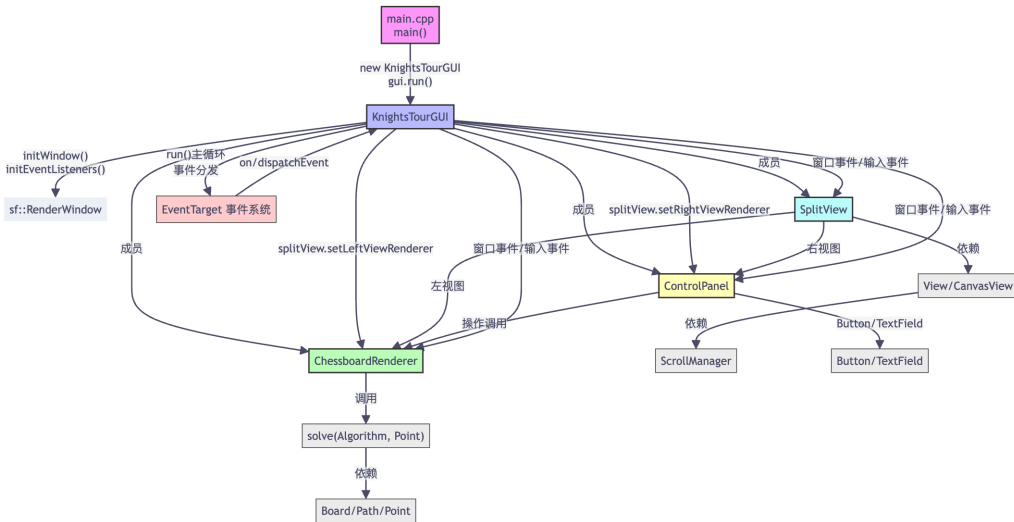 main.cpp
main()
new KnightsTourGUI
gui.run()
KnightsTourGUI
initWindow()
initEventListeners()
run()主循环
事件分发
on/dispatchEvent
成员
窗口事件/输入事件
sf::RenderWindow
EventTarget 事件系统
成员
splitView.setRightViewRenderer
SplitView
窗口事件/输入事件
成员
splitView.setLeftViewRenderer
窗口事件/输入事件
右视图
依赖
左视图
ControlPanel
View/CanvasView
操作调用
依赖
Button/TextField
ChessboardRenderer
ScrollManager
Button/TextField
调用
solve(Algorithm, Point)
依赖
Board/Path/Point